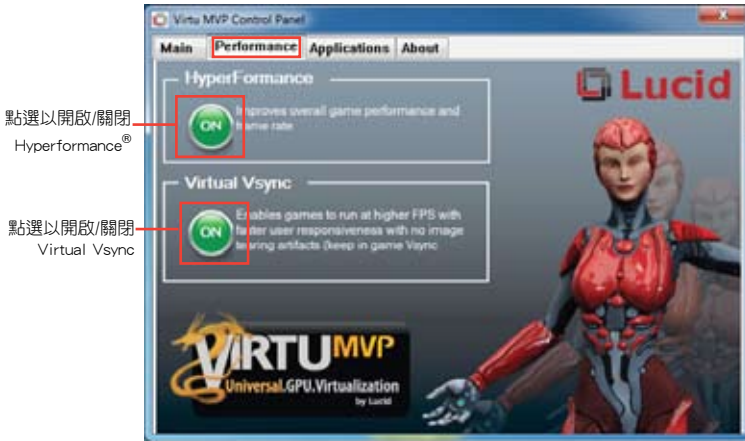 Virtu MVP Control Panel
Main Performance Applications About
HyperFormance
點選以開啟/關閉
Hyperformance®
ON
Improves overall game performance and
frame rate
Lucid
Virtual Vsync
點選以開啟/關閉
Virtual Vsync
ON
Enables games to run at higher FPS with
faster user responsiveness with no image
tearing artifacts (keep in game Vsync
VIRTU MVP
Universal.GPU.Virtualization
by Lucid